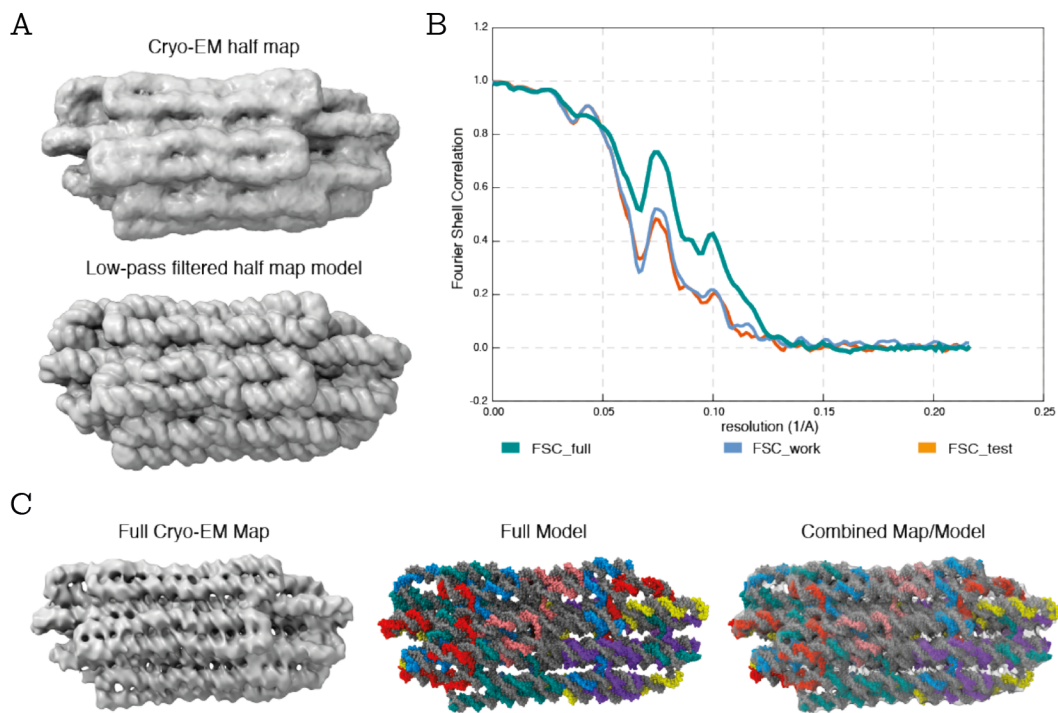 A
Cryo-EM half map
Low-pass filtered half map model
B
1.2
1.0
0.8
0.6
0.4
0.2
0.0
-0.2
Fourier Shell Correlation
0.00
0.05
0.10
0.15
0.20
0.25
resolution (1/A)
FSC_full
FSC_work
FSC_test
C
Full Cryo-EM Map
Full Model
Combined Map/Model